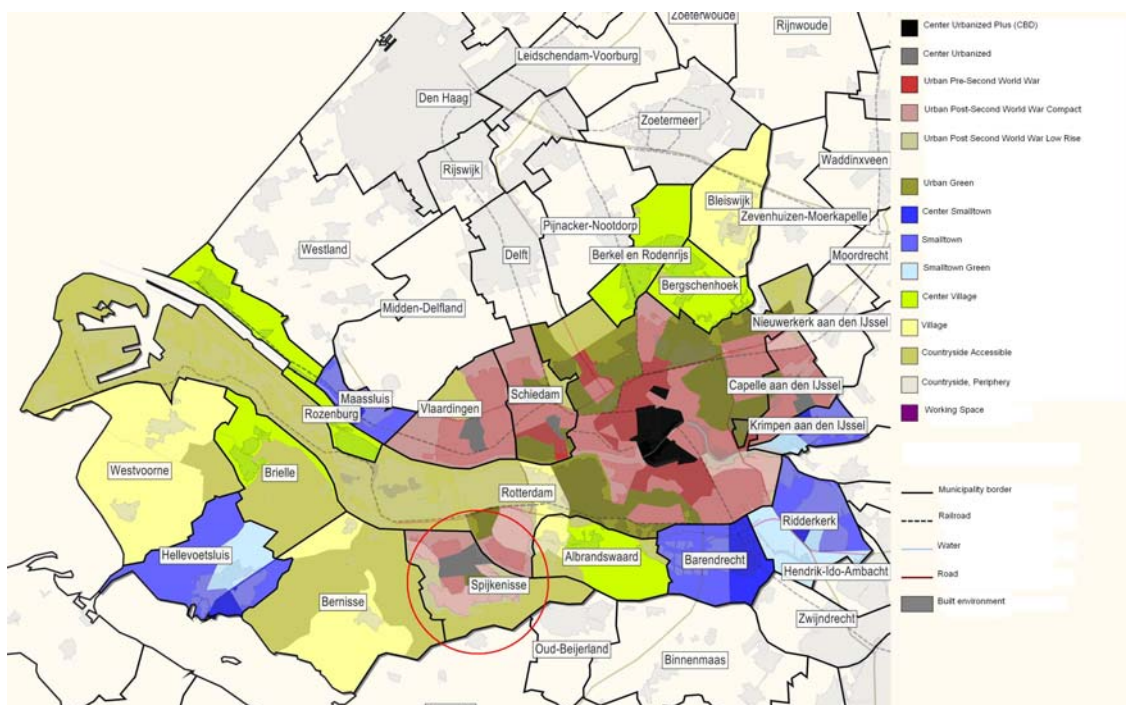 Zoeterwoude
Rijnwoude
Leidschendam-Voorburg
Den Haag
Zoetermeer
Waddinxveen
Rijswijk
Bleiswijk
Zevenhuizen-Moerkapelle
Pijnacker-Nootdorp
Westland
Delft
Berkel en Rodenrijs
Moordrecht
Bergschenhoek
Midden-Delfland
Nieuwerkerk aan den IJssel
Capelle aan den IJssel
Schiedam
Maassluis
Vlaardingen
Rozenburg
Krimpen aan den IJssel
Westvoorne
Brielle
Rotterdam
Ridderkerk
Hellevoetsluis
Albrandswaard
Barendrecht
Hendrik-Ido-Ambacht
Spijkenisse
Bernisse
Zwijndrecht
Oud-Beijerland
Binnenmaas
Center Urbanized Plus (CBD)
Center Urbanized
Urban Pre-Second World War
Urban Post-Second World War Compact
Urban Post Second World War Low Rise
Urban Green
Center Smalltown
Smalltown
Smalltown Green
Center Village
Village
Countryside Accessible
Countryside, Periphery
Working Space
Municipality border
Railroad
Water
Road
Built environment